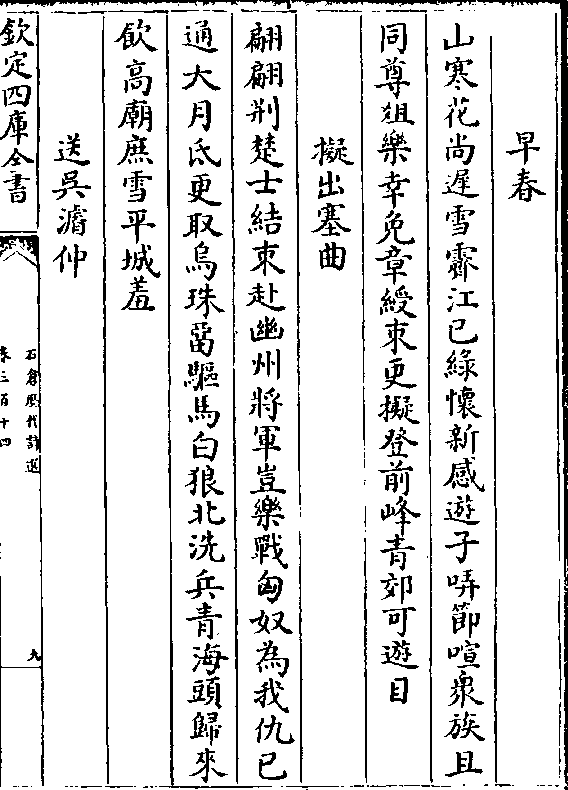 早春
山寒花尚遲雪霽江已綠懷新感遊子哢節喧衆族且
同尊俎樂幸免章綬束更擬登前峰青郊可遊目
擬出塞曲
翩翩荆楚士結束赴幽州將軍豈樂戰匈奴為我仇已
通大月氏更取烏珠留驅馬白狼北洗兵青海頭歸來
飲高廟庶雪平城羞
送吳濳仲
欽定四庫全書
石倉歴代詩選
卷三百十四
九